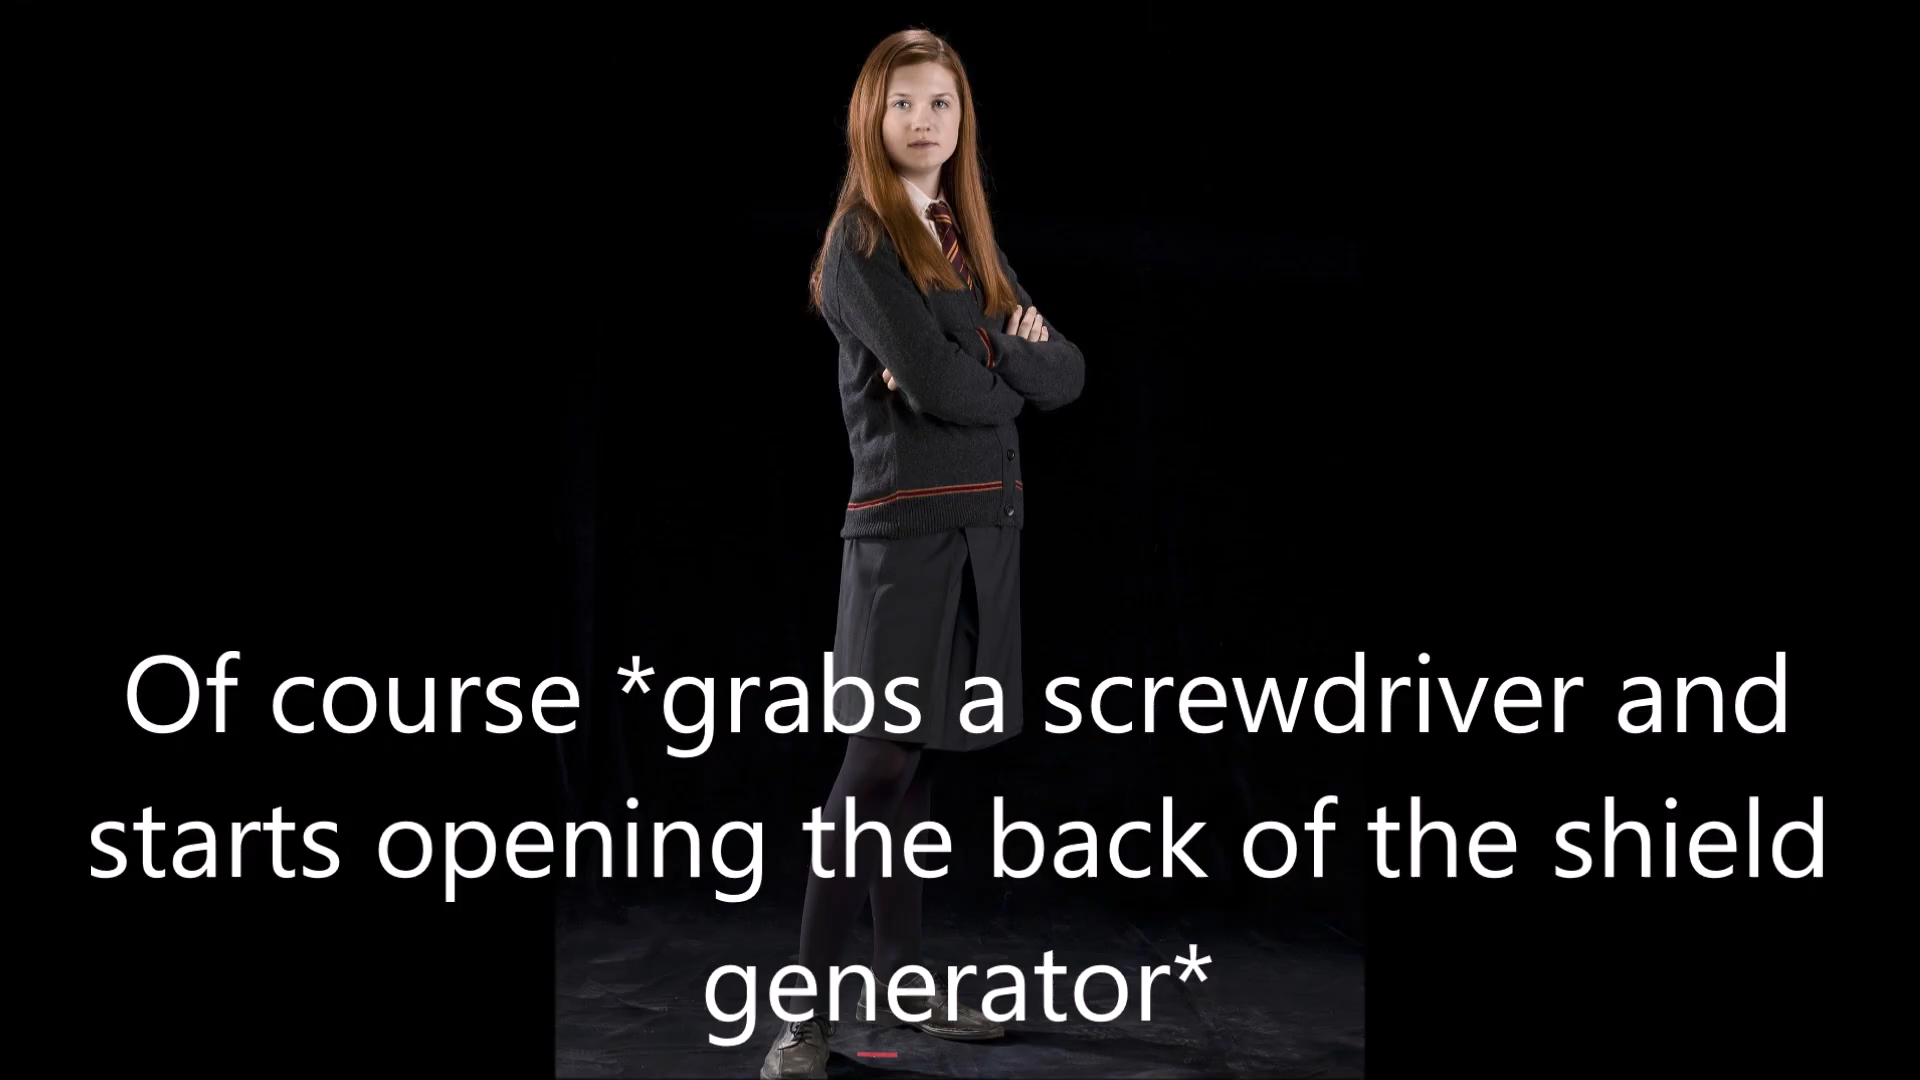 Of course *grabs a screwdriver and
starts opening the back of the shield
generator*